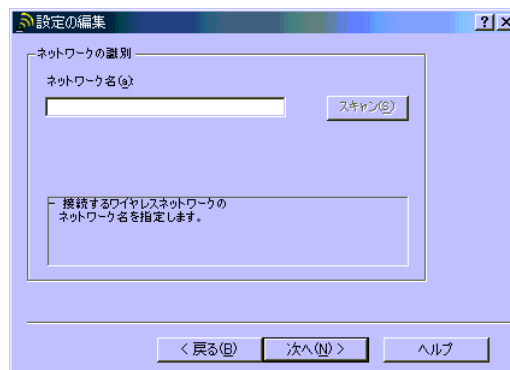 設定の編集
ネットワークの識別
ネットワーク名(a):
スキャン(S)
- 接続するワイヤレスネットワークの
ネットワーク名を指定します。
< 戻る(B)
次へ(N) >
ヘルプ